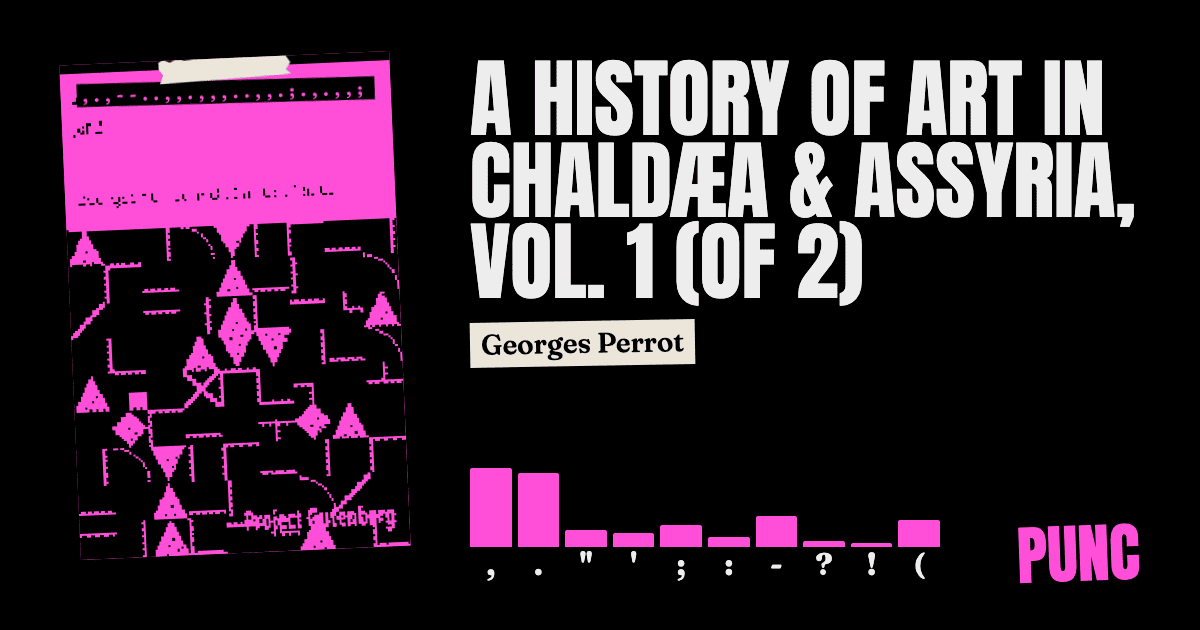 A HISTORY OF ART IN
CHALDÆA & ASSYRIA,
VOL. 1 (OF 2)
Georges Perrot
Project Gutenberg
, . " ' ; : - ? ! (
PUNC